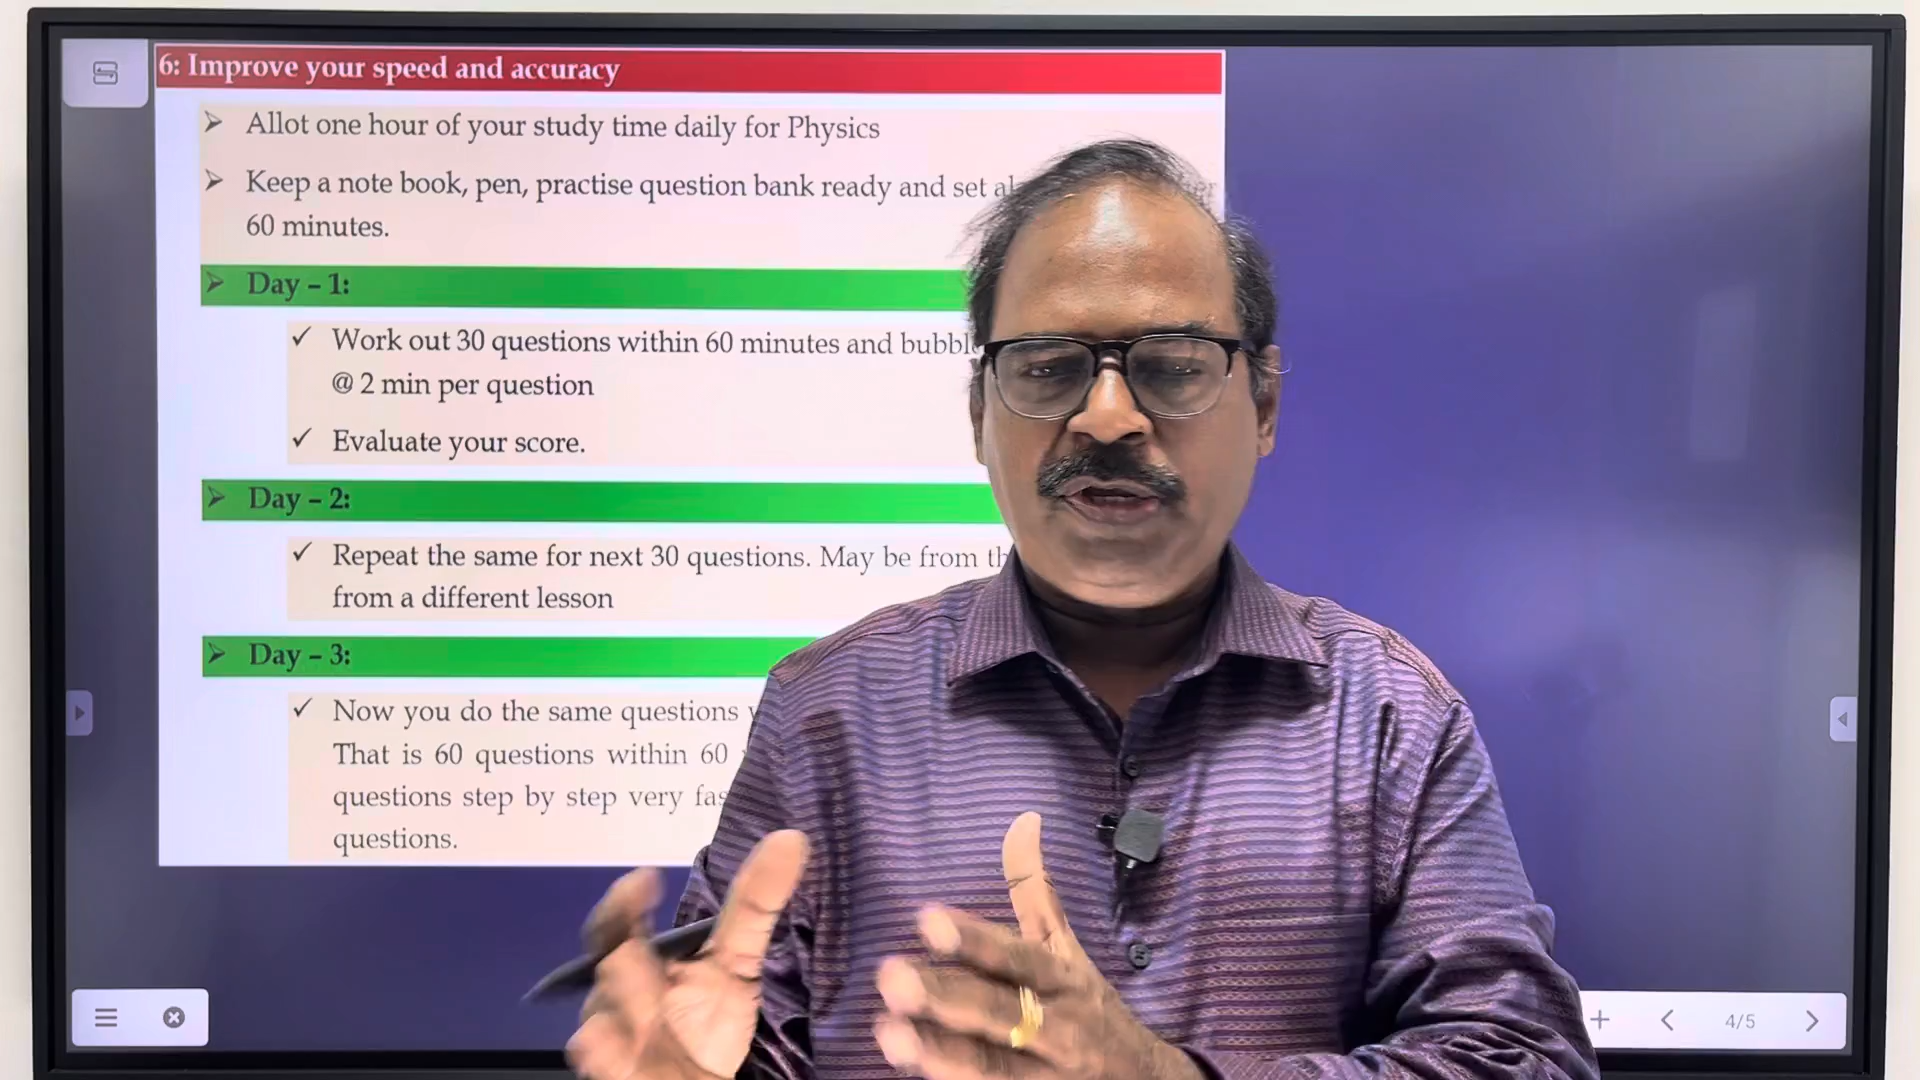 6: Improve your speed and accuracy
Allot one hour of your study time daily for Physics
Keep a note book, pen, practise question bank ready and set
60 minutes.
Day – 1:
Work out 30 questions within 60 minutes and
@ 2 min per question
Evaluate your score.
Day – 2:
Repeat the same for next 30 questions. May be from
from a different lesson
Day – 3:
Now you do the same questions
That is 60 questions within 60
questions step by step very
questions.
4/5